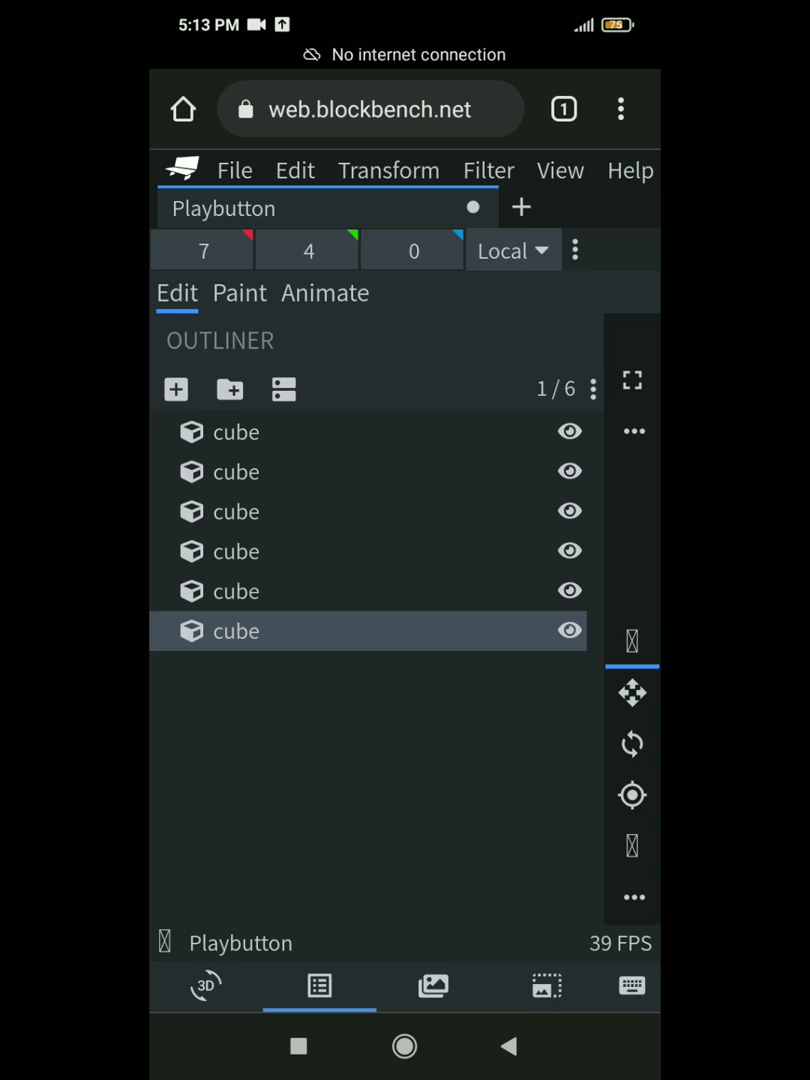 5:13 PM 75
No internet connection
web.blockbench.net 1
File Edit Transform Filter View Help
Playbutton
7 4 0 Local
Edit Paint Animate
OUTLINER
1 / 6
cube
cube
cube
cube
cube
cube
Playbutton 39 FPS
3D